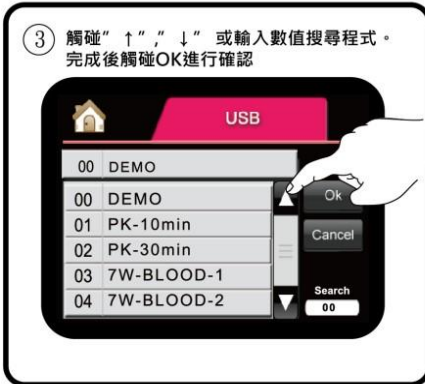 3 觸碰"↑","↓" 或輸入數值搜尋程式。
完成後觸碰OK進行確認
USB
00 DEMO
00 DEMO
01 PK-10min
02 PK-30min
03 7W-BLOOD-1
04 7W-BLOOD-2
Ok
Cancel
Search
00